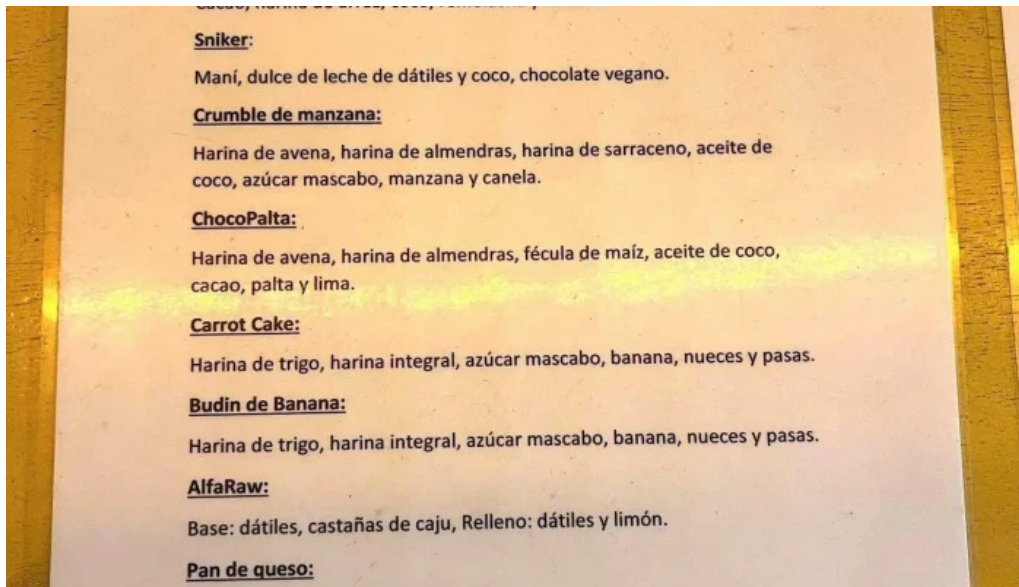 Sniker:
Maní, dulce de leche de dátiles y coco, chocolate vegano.
Crumble de manzana:
Harina de avena, harina de almendras, harina de sarraceno, aceite de
coco, azúcar mascabo, manzana y canela.
ChocoPalta:
Harina de avena, harina de almendras, fécula de maíz, aceite de coco,
cacao, palta y lima.
Carrot Cake:
Harina de trigo, harina integral, azúcar mascabo, banana, nueces y pasas.
Budin de Banana:
Harina de trigo, harina integral, azúcar mascabo, banana, nueces y pasas.
AlfaRaw:
Base: dátiles, castañas de caju, Relleno: dátiles y limón.
Pan de queso: